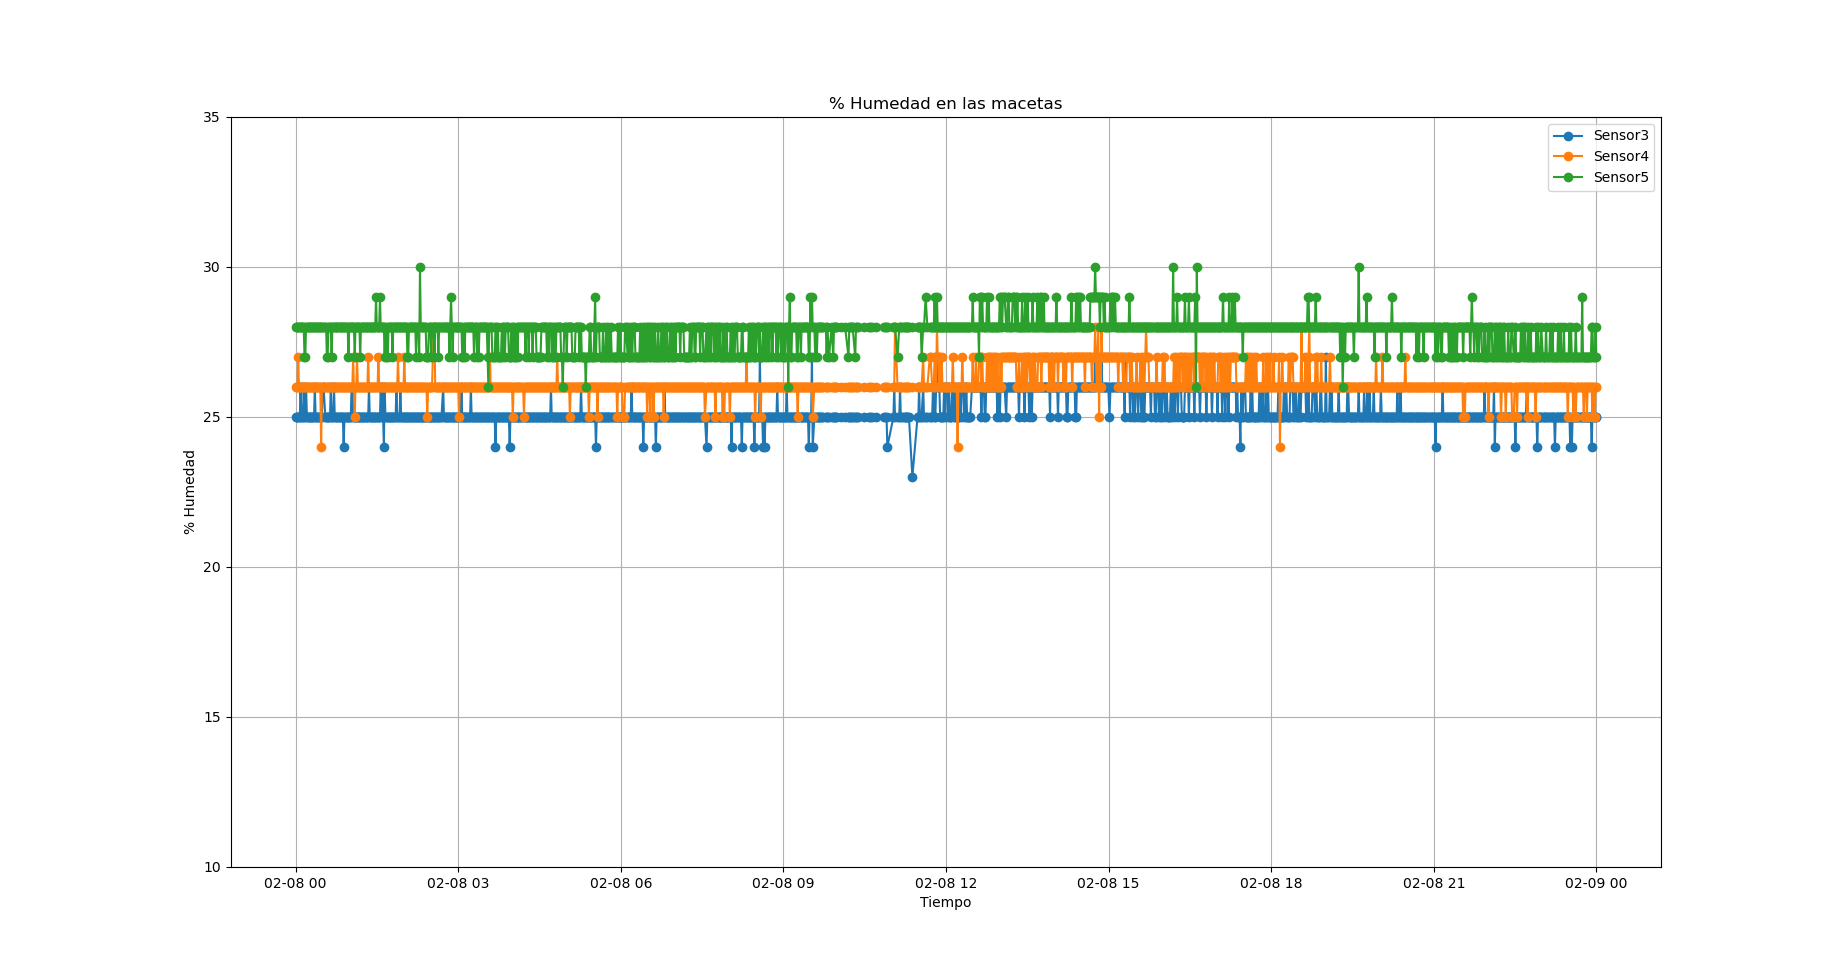 % Humedad en las macetas
35
30
25
20
15
10
% Humedad
Sensor3
Sensor4
Sensor5
02-08 00
02-08 03
02-08 06
02-08 09
02-08 12
02-08 15
02-08 18
02-08 21
02-09 00
Tiempo